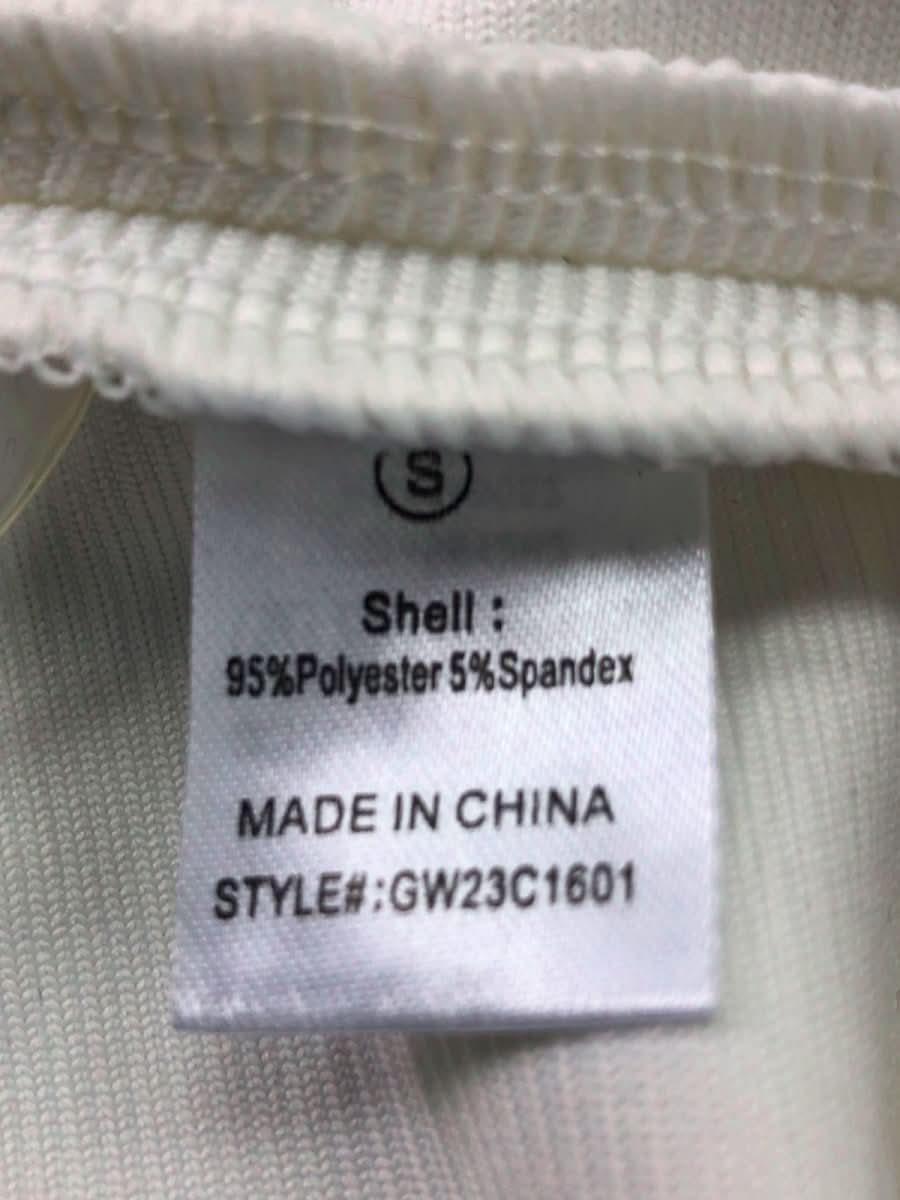 S
Shell :
95%Polyester 5%Spandex
MADE IN CHINA
STYLE#:GW23C1601